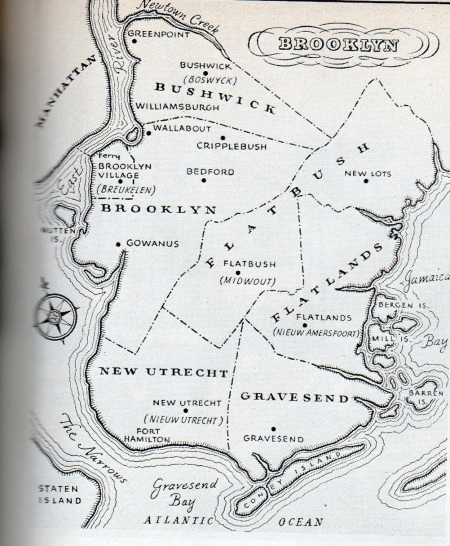 Newtown Creek
BROOKLYN
GREENPOINT
River
MANHATTAN
BUSHWICK
(BOSWYCK)
BUSHWICK
WILLIAMSBURGH
WALLABOUT
CRIPPLEBUSH
Ferry
BROOKLYN
VILLAGE
(BREUKELEN)
BEDFORD
NEW LOTS
East
BROOKLYN
FLATBUSH
NUTTEN
IS.
GOWANUS
FLATBUSH
(MIDWOUT)
FLATLANDS
Jamaica
Bay
BERGEN IS.
FLATLANDS
(NIEUW AMERSFOORT)
MILL IS.
NEW UTRECHT
GRAVESEND
BARREN
IS.
NEW UTRECHT
(NIEUW UTRECHT)
FORT
HAMILTON
GRAVESEND
The Narrows
CONEY ISLAND
STATEN
ISLAND
Gravesend
Bay
ATLANTIC OCEAN